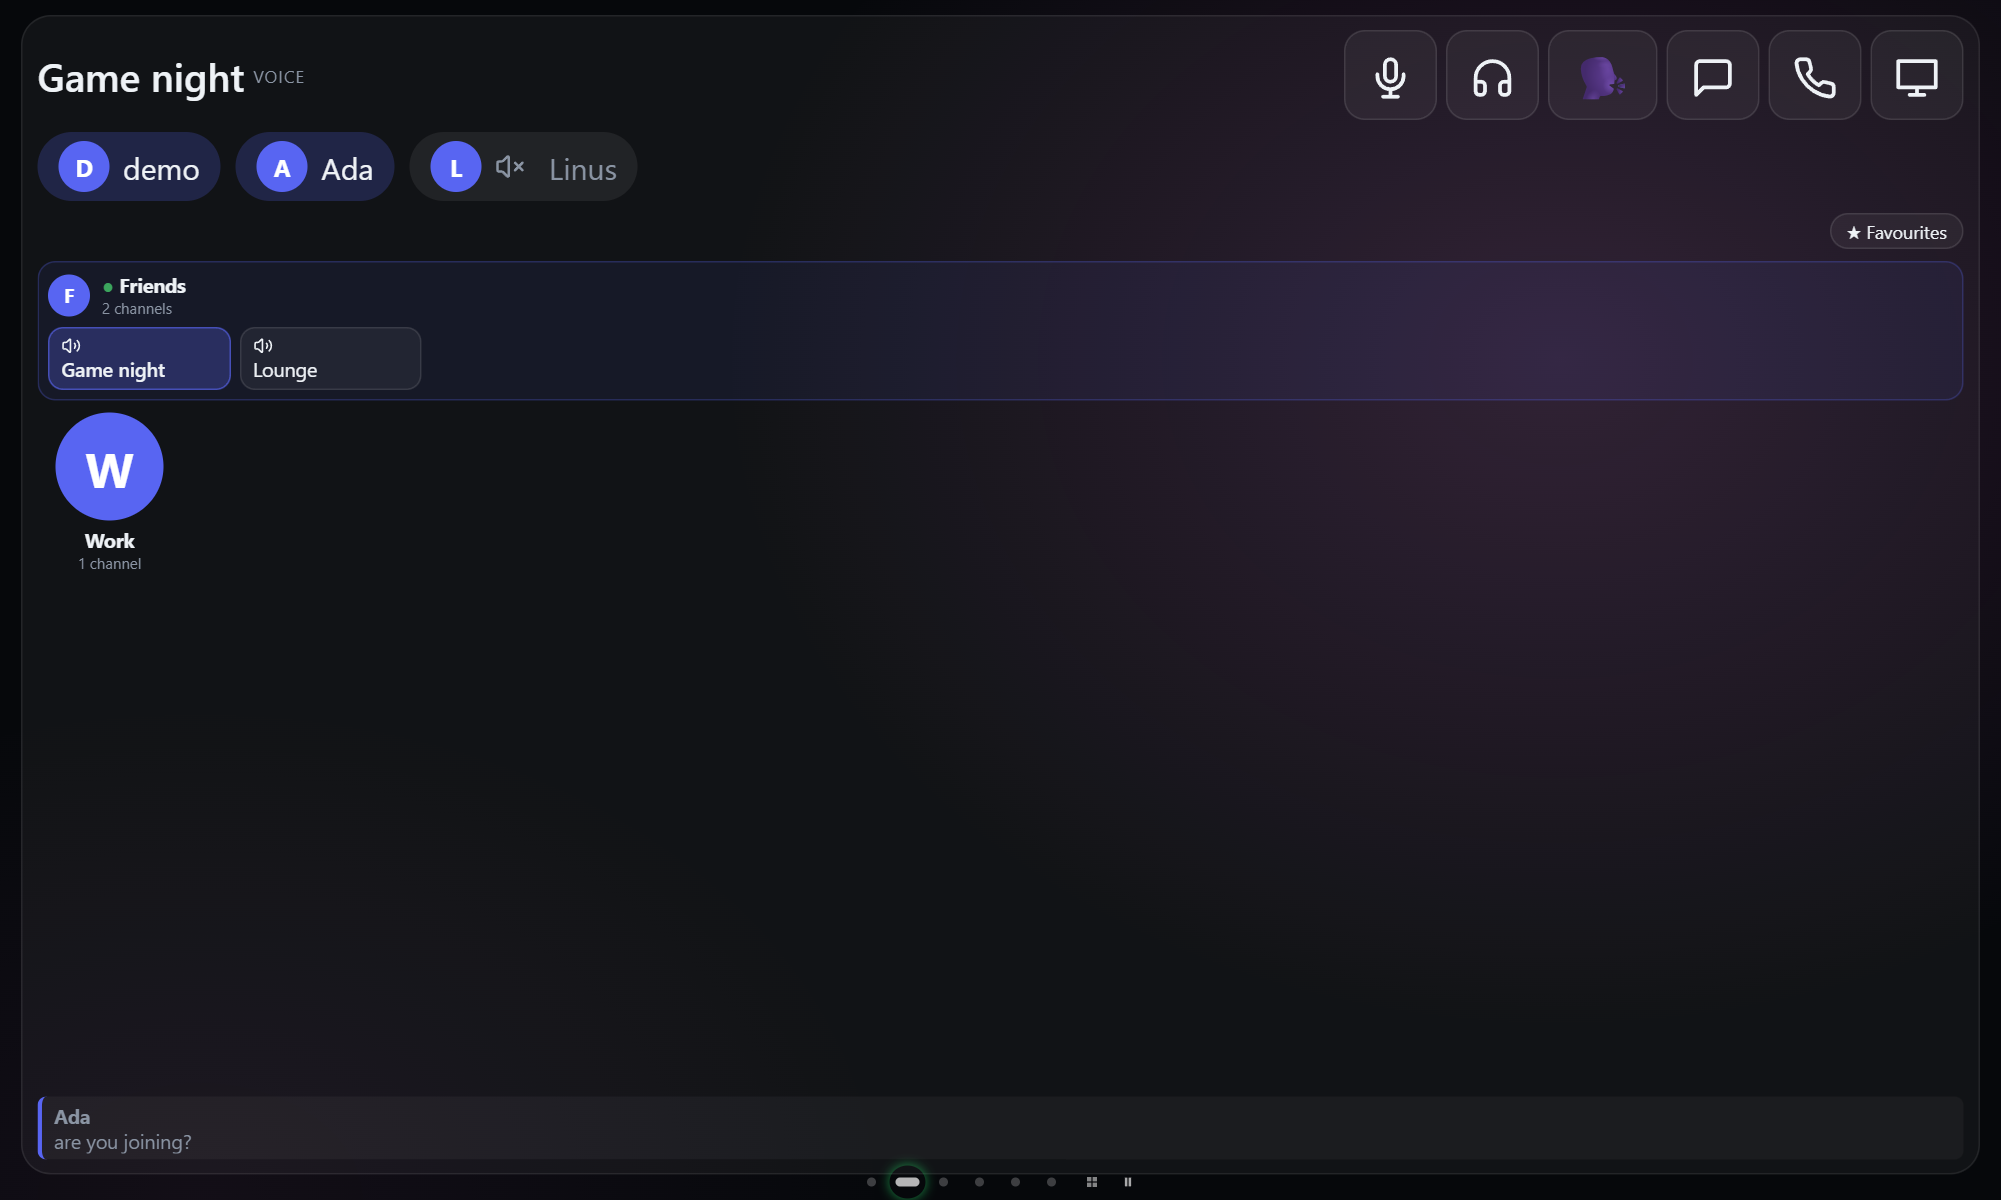 Game night VOICE
D demo A Ada L Linus
★ Favourites
F Friends
2 channels
Game night Lounge
W
Work
1 channel
Ada
are you joining?